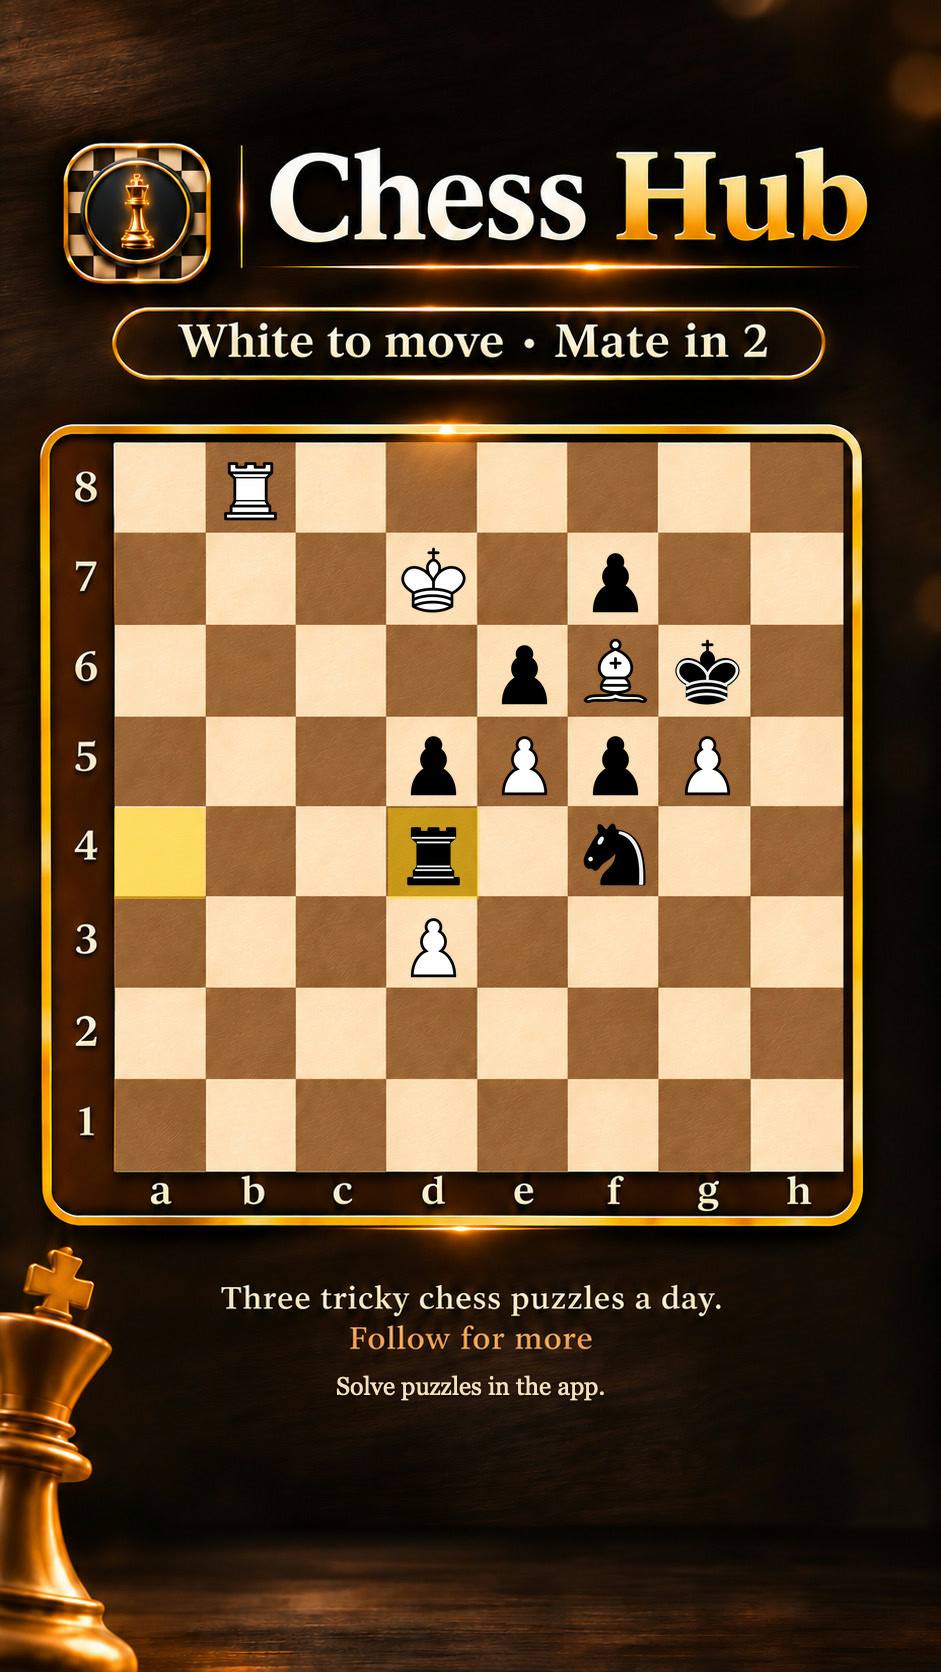 Chess Hub
White to move • Mate in 2
8
7
6
5
4
3
2
1
a b c d e f g h
Three tricky chess puzzles a day.
Follow for more
Solve puzzles in the app.